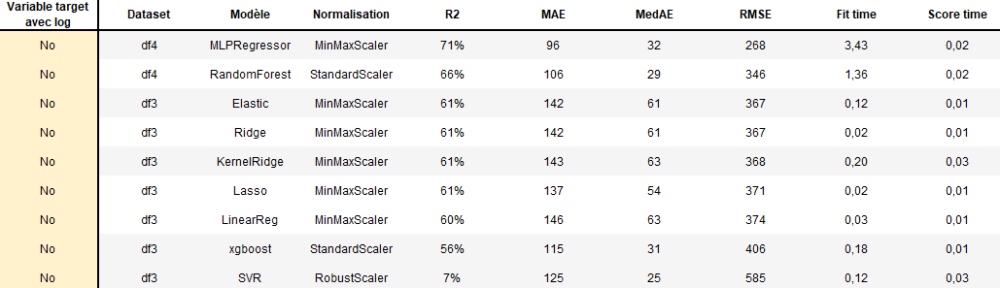 Variable target avec log Dataset Modèle Normalisation R2 MAE MedAE RMSE Fit time Score time
No df4 MLPRegressor MinMaxScaler 71% 96 32 268 3,43 0,02
No df4 RandomForest StandardScaler 66% 106 29 346 1,36 0,02
No df3 Elastic MinMaxScaler 61% 142 61 367 0,12 0,01
No df3 Ridge MinMaxScaler 61% 142 61 367 0,02 0,01
No df3 KernelRidge MinMaxScaler 61% 143 63 368 0,20 0,03
No df3 Lasso MinMaxScaler 61% 137 54 371 0,02 0,01
No df3 LinearReg MinMaxScaler 60% 146 63 374 0,03 0,01
No df3 xgboost StandardScaler 56% 115 31 406 0,18 0,01
No df3 SVR RobustScaler 7% 125 25 585 0,12 0,03